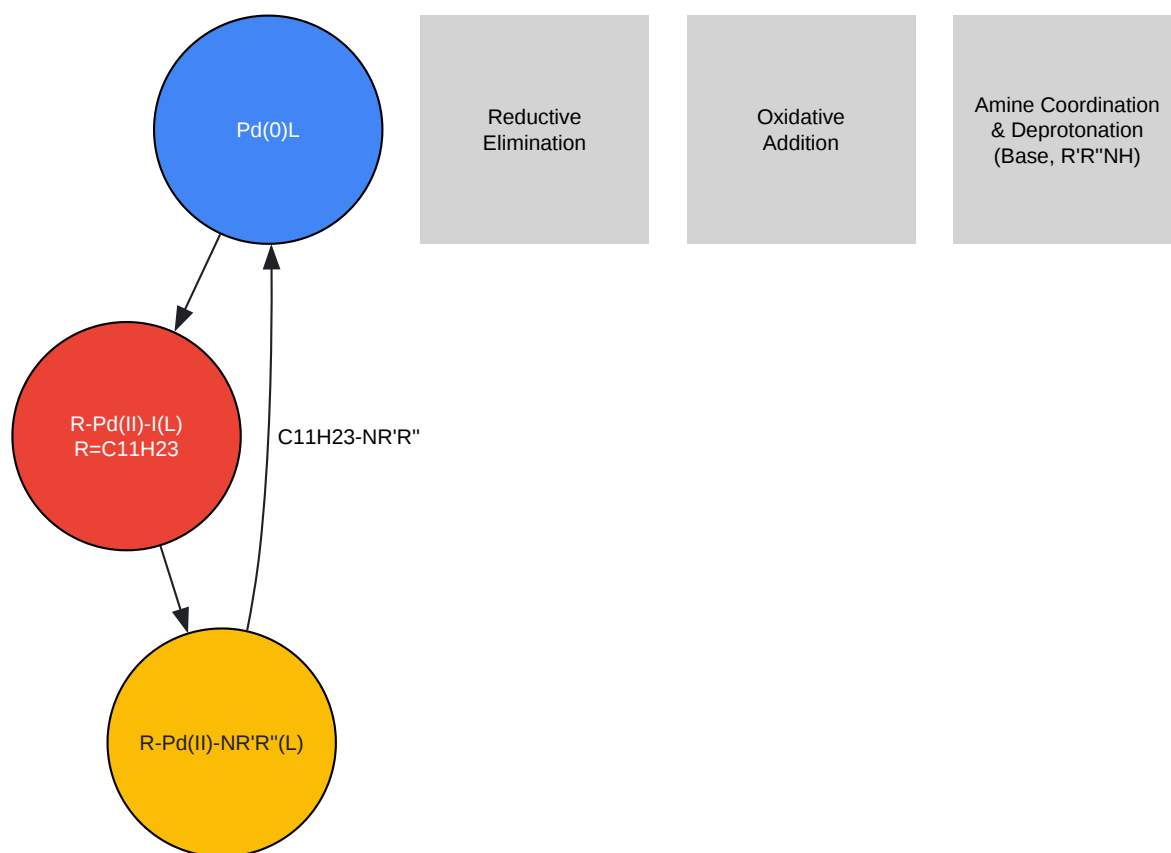 Pd(0)L
Reductive
Elimination
Oxidative
Addition
Amine Coordination
& Deprotonation
(Base, R'R"NH)
R-Pd(II)-I(L)
R=C11H23
C11H23-NR'R"
R-Pd(II)-NR'R"(L)